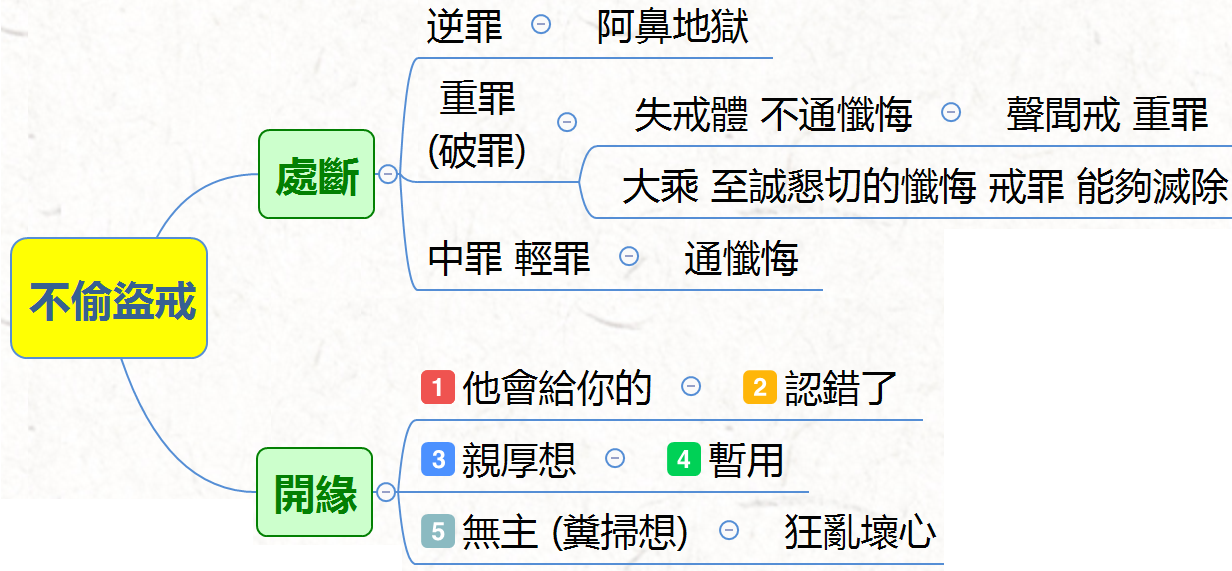 不偷盜戒
處斷
逆罪 阿鼻地獄
重罪
(破罪)
失戒體 不通懺悔 聲聞戒 重罪
大乘 至誠懇切的懺悔 戒罪 能夠滅除
中罪 輕罪 通懺悔
開緣
1 他會給你的 2 認錯了
3 親厚想 4 暫用
5 無主 (糞掃想) 狂亂壞心